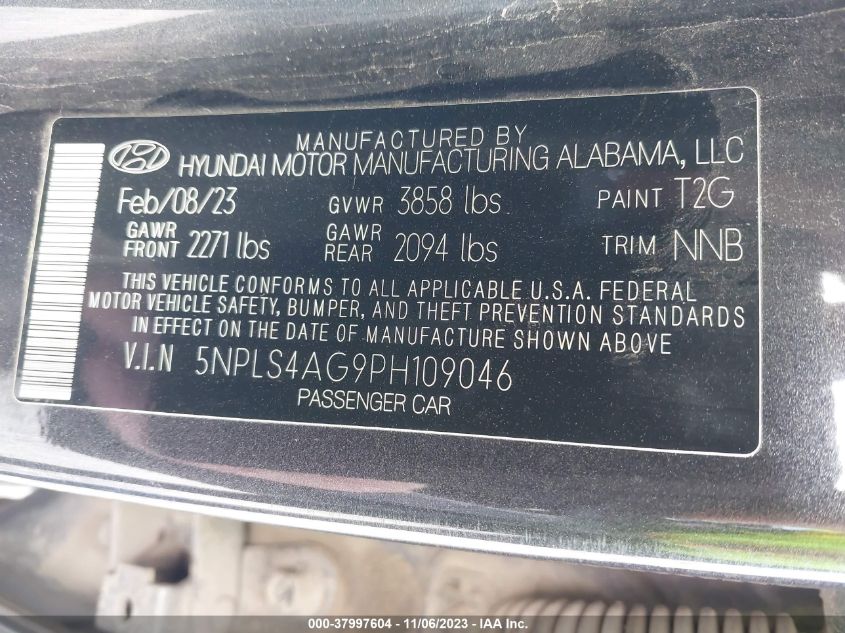 MANUFACTURED BY
HYUNDAI MOTOR MANUFACTURING ALABAMA, LLC
Feb/08/23 GVWR 3858 lbs PAINT T2G
GAWR FRONT 2271 lbs GAWR REAR 2094 lbs TRIM NNB
THIS VEHICLE CONFORMS TO ALL APPLICABLE U.S.A. FEDERAL
MOTOR VEHICLE SAFETY, BUMPER, AND THEFT PREVENTION STANDARDS
IN EFFECT ON THE DATE OF MANUFACTURE SHOWN ABOVE
V.I.N 5NPLS4AG9PH109046
PASSENGER CAR
000-37997604 - 11/06/2023 - IAA Inc.